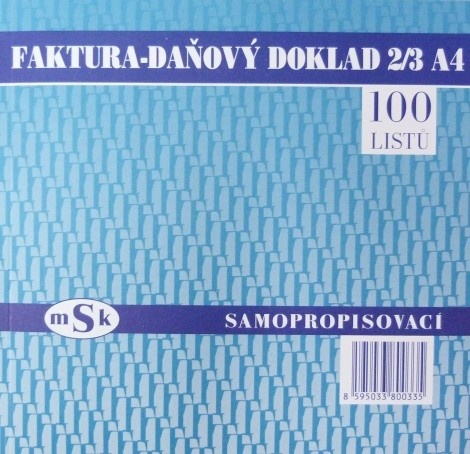 FAKTURA-DAŇOVÝ DOKLAD 2/3 A4
100
LISTŮ
mSk
SAMOPROPISOVACÍ
8 595033 800335